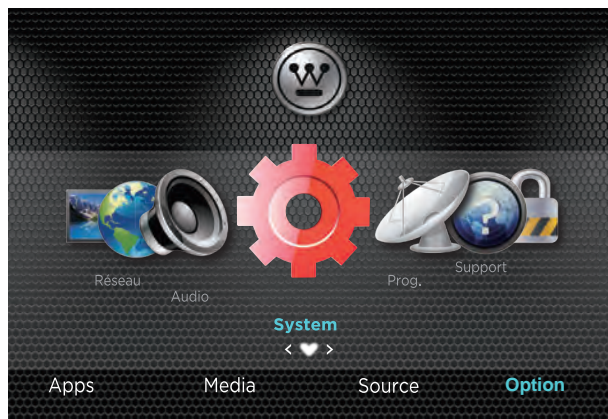 W
?
Réseau
Audio
Prog.
Support
System
< >
Apps Media Source Option